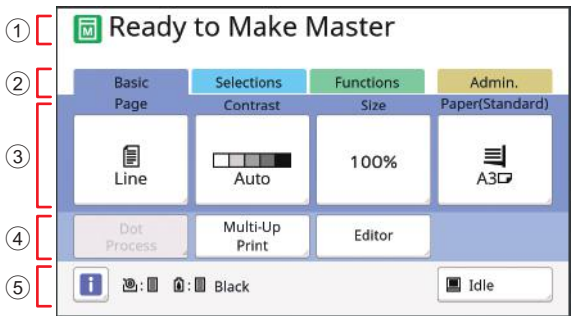 ① Ready to Make Master
② Basic Selections Functions Admin.
Page Contrast Size Paper(Standard)
③ Line Auto 100% A3
④ Dot Process Multi-Up Print Editor
⑤ i : : Black Idle